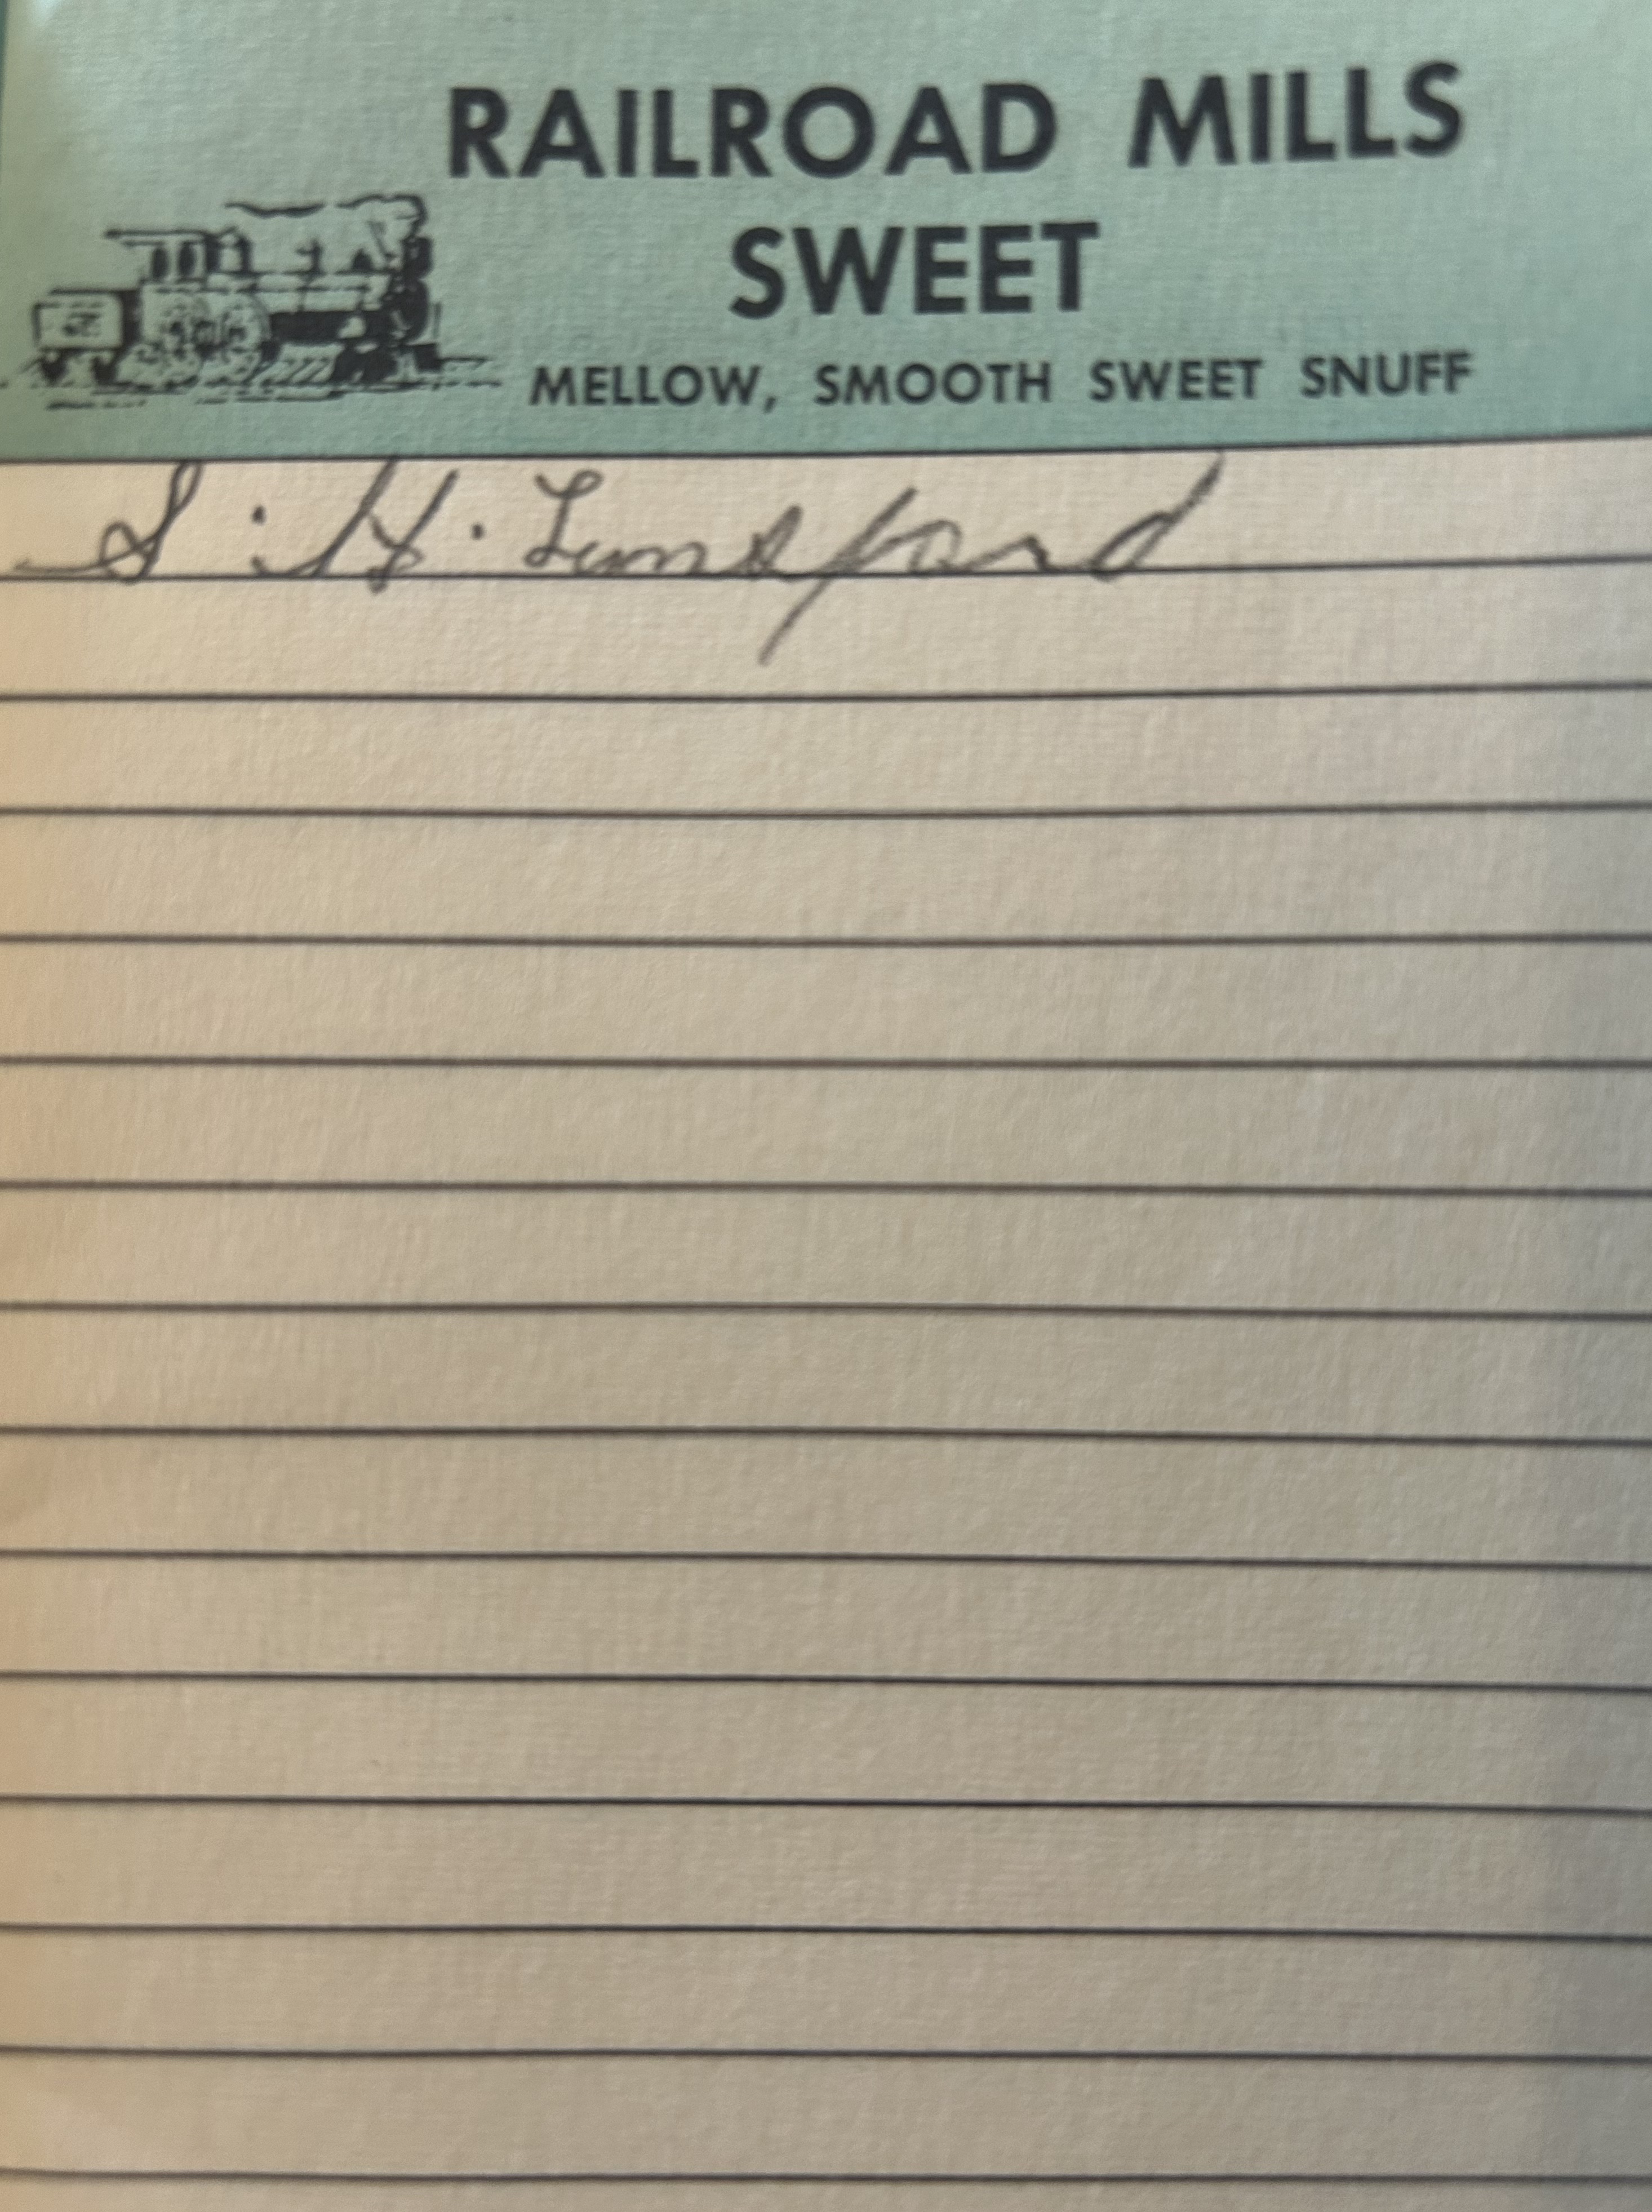 RAILROAD MILLS
SWEET
MELLOW, SMOOTH SWEET SNUFF
S. H. Lunsford